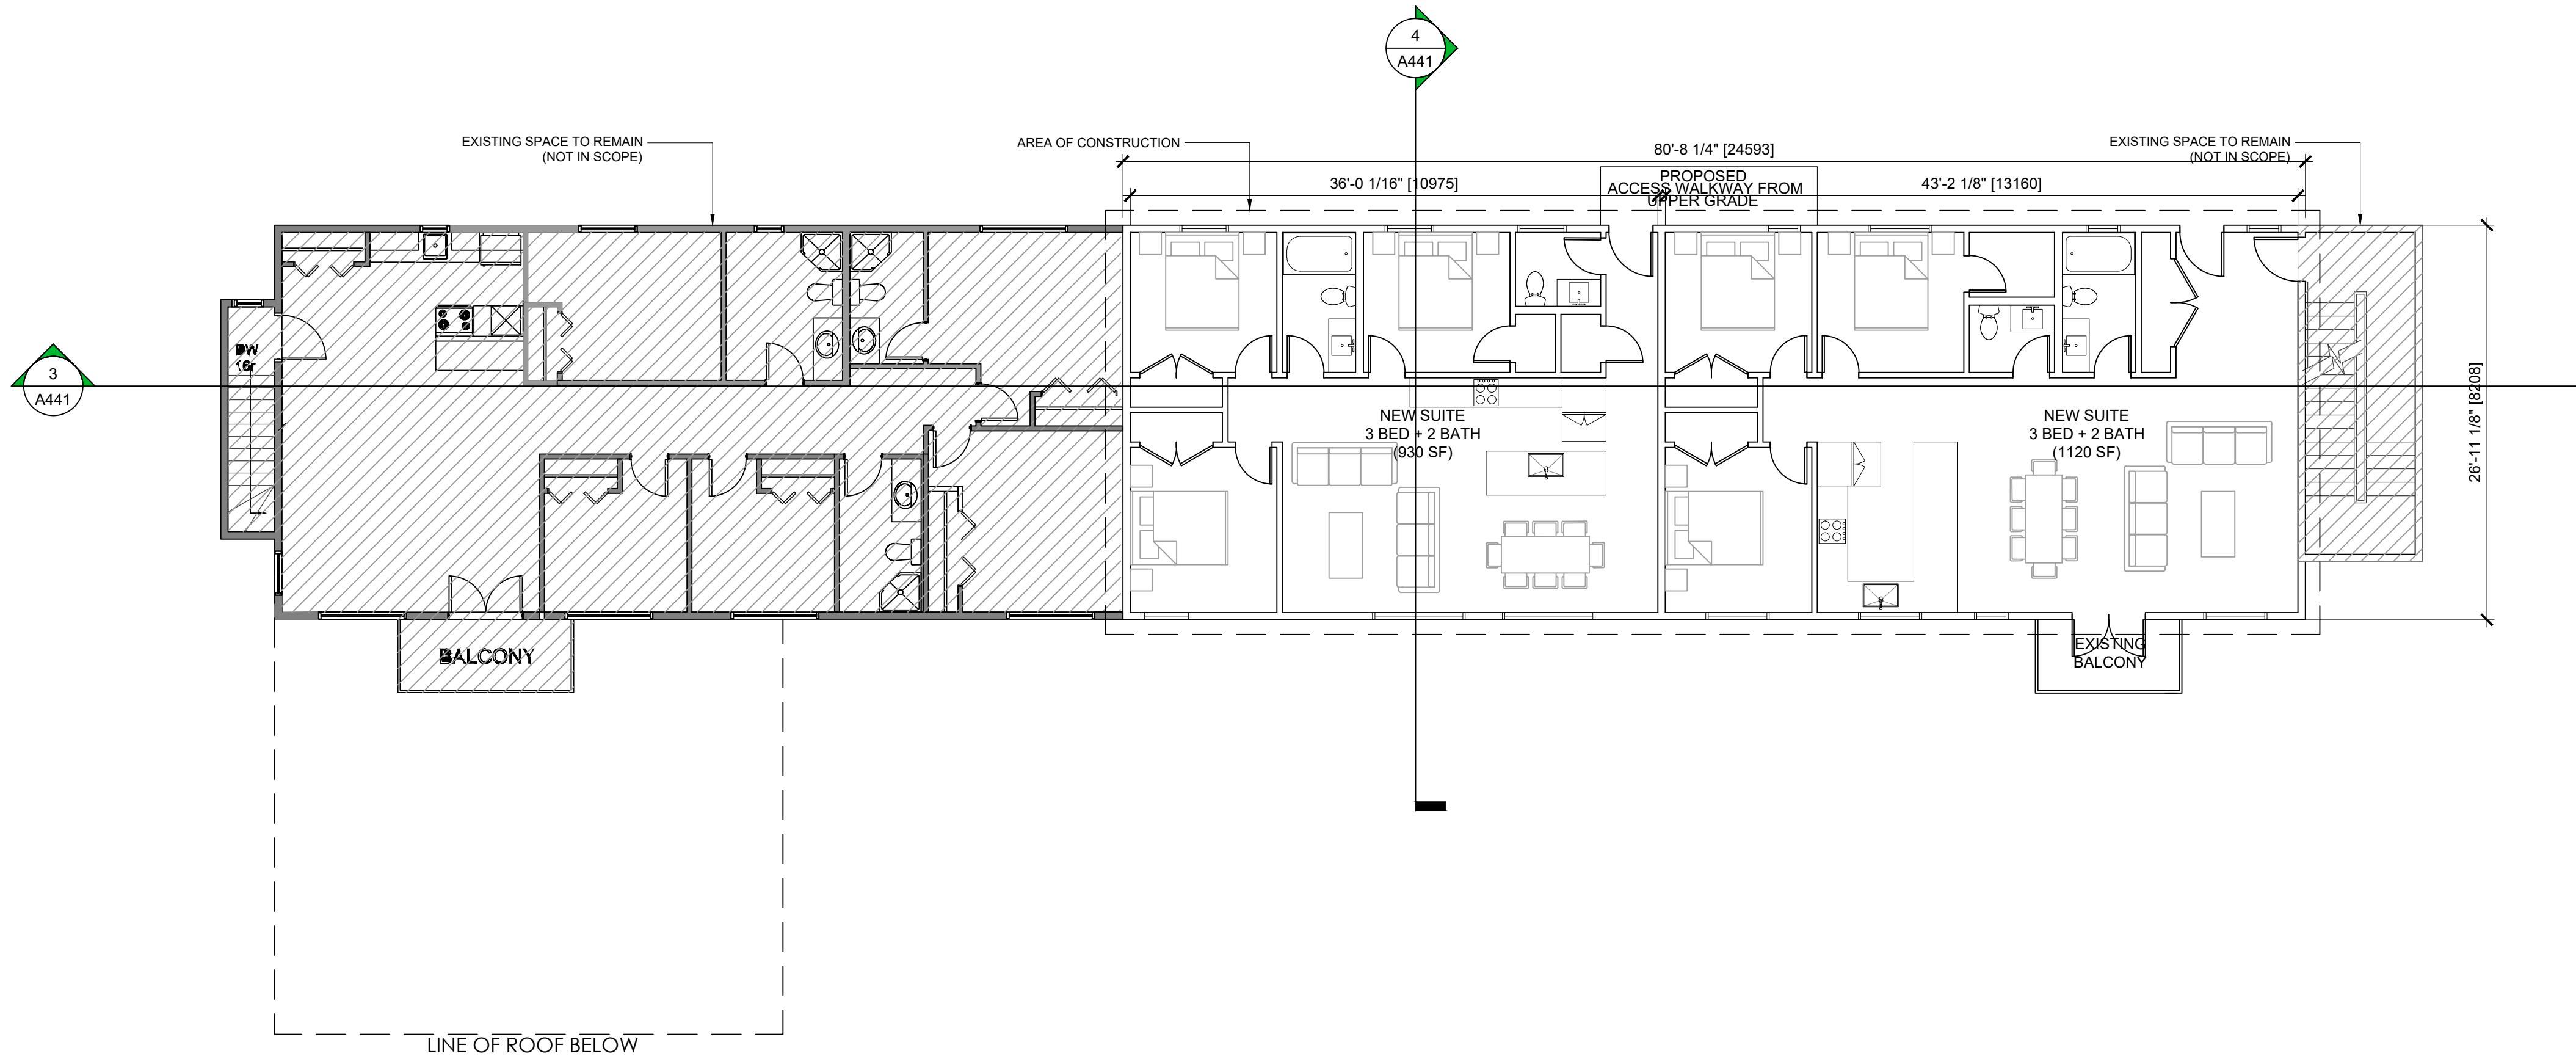 4
A441
EXISTING SPACE TO REMAIN
(NOT IN SCOPE)
AREA OF CONSTRUCTION
80'-8 1/4" [24593]
EXISTING SPACE TO REMAIN
(NOT IN SCOPE)
36'-0 1/16" [10975]
PROPOSED
ACCESS WALKWAY FROM
UPPER GRADE
43'-2 1/8" [13160]
DW
16r
3
A441
NEW SUITE
3 BED + 2 BATH
(930 SF)
NEW SUITE
3 BED + 2 BATH
(1120 SF)
26'-11 1/8" [8208]
BALCONY
EXISTING
BALCONY
LINE OF ROOF BELOW